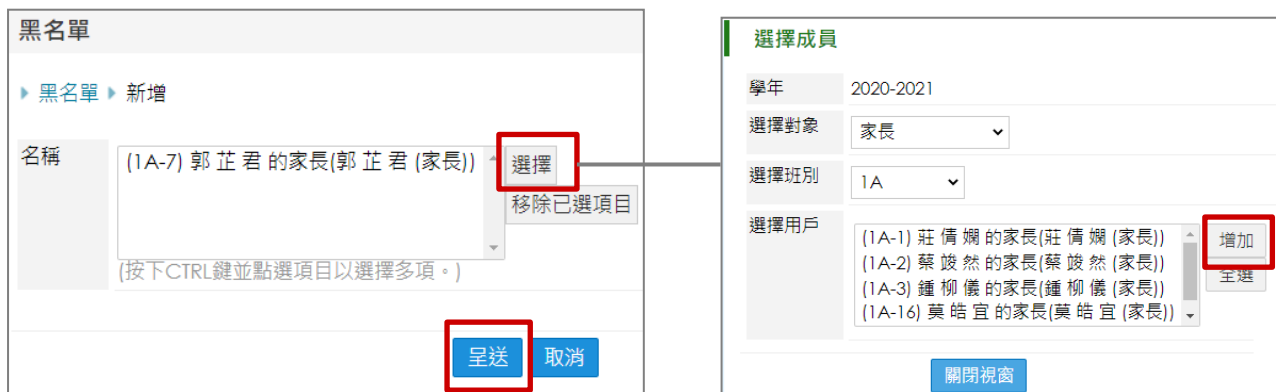 黑名單
黑名單 新增
名稱
(1A-7) 郭 芷 君 的家長(郭 芷 君 (家長))
選擇
移除已選項目
(按下CTRL鍵並點選項目以選擇多項。)
呈送 取消
選擇成員
學年 2020-2021
選擇對象 家長
選擇班別 1A
選擇用戶
(1A-1) 莊 倩 嫻 的家長(莊 倩 嫻 (家長))
(1A-2) 蔡 竣 然 的家長(蔡 竣 然 (家長))
(1A-3) 鍾 柳 儀 的家長(鍾 柳 儀 (家長))
(1A-16) 莫 皓 宜 的家長(莫 皓 宜 (家長))
增加
全選
關閉視窗